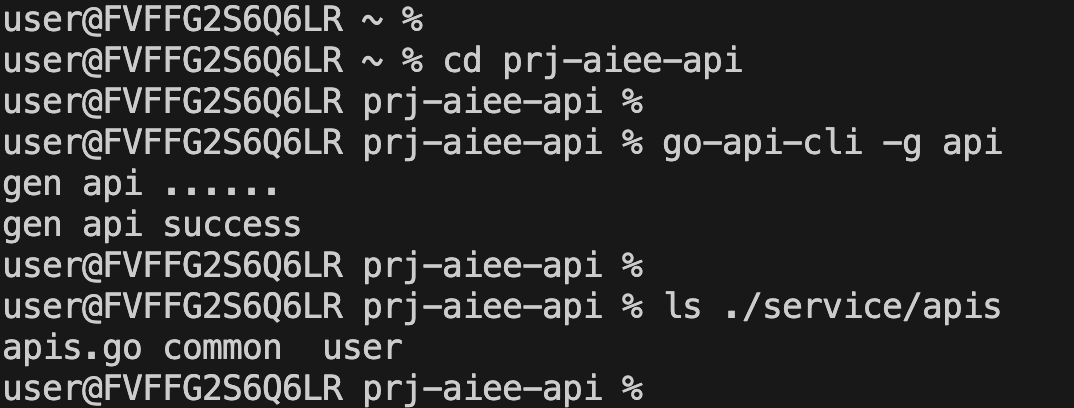 user@FVFFG2S6Q6LR ~ %
user@FVFFG2S6Q6LR ~ % cd prj-aiee-api
user@FVFFG2S6Q6LR prj-aiee-api %
user@FVFFG2S6Q6LR prj-aiee-api % go-api-cli -g api
gen api ......
gen api success
user@FVFFG2S6Q6LR prj-aiee-api %
user@FVFFG2S6Q6LR prj-aiee-api % ls ./service/apis
apis.go common  user
user@FVFFG2S6Q6LR prj-aiee-api %